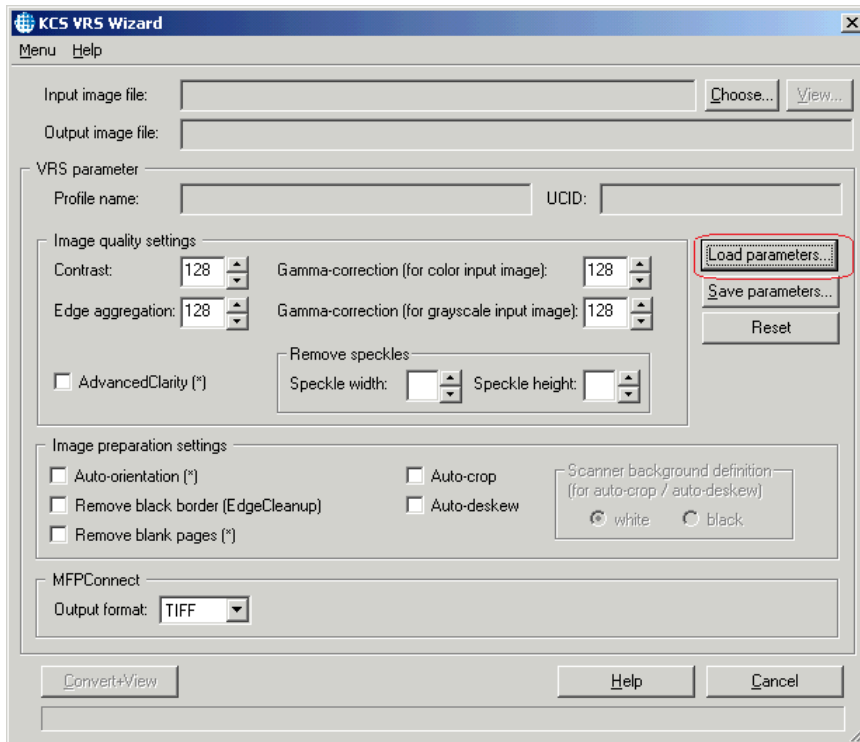 KCS VRS Wizard
Menu Help
Input image file: Choose... View...
Output image file:
VRS parameter
Profile name: UCID:
Image quality settings
Load parameters...
Contrast: 128 Gamma-correction (for color input image): 128
Save parameters...
Edge aggregation: 128 Gamma-correction (for grayscale input image): 128
Reset
Remove speckles
AdvancedClarity (*) Speckle width: Speckle height:
Image preparation settings
Auto-orientation (*) Auto-crop Scanner background definition
(for auto-crop / auto-deskew)
Remove black border (EdgeCleanup) Auto-deskew
white black
Remove blank pages (*)
MFPConnect
Output format: TIFF
Convert+View Help Cancel